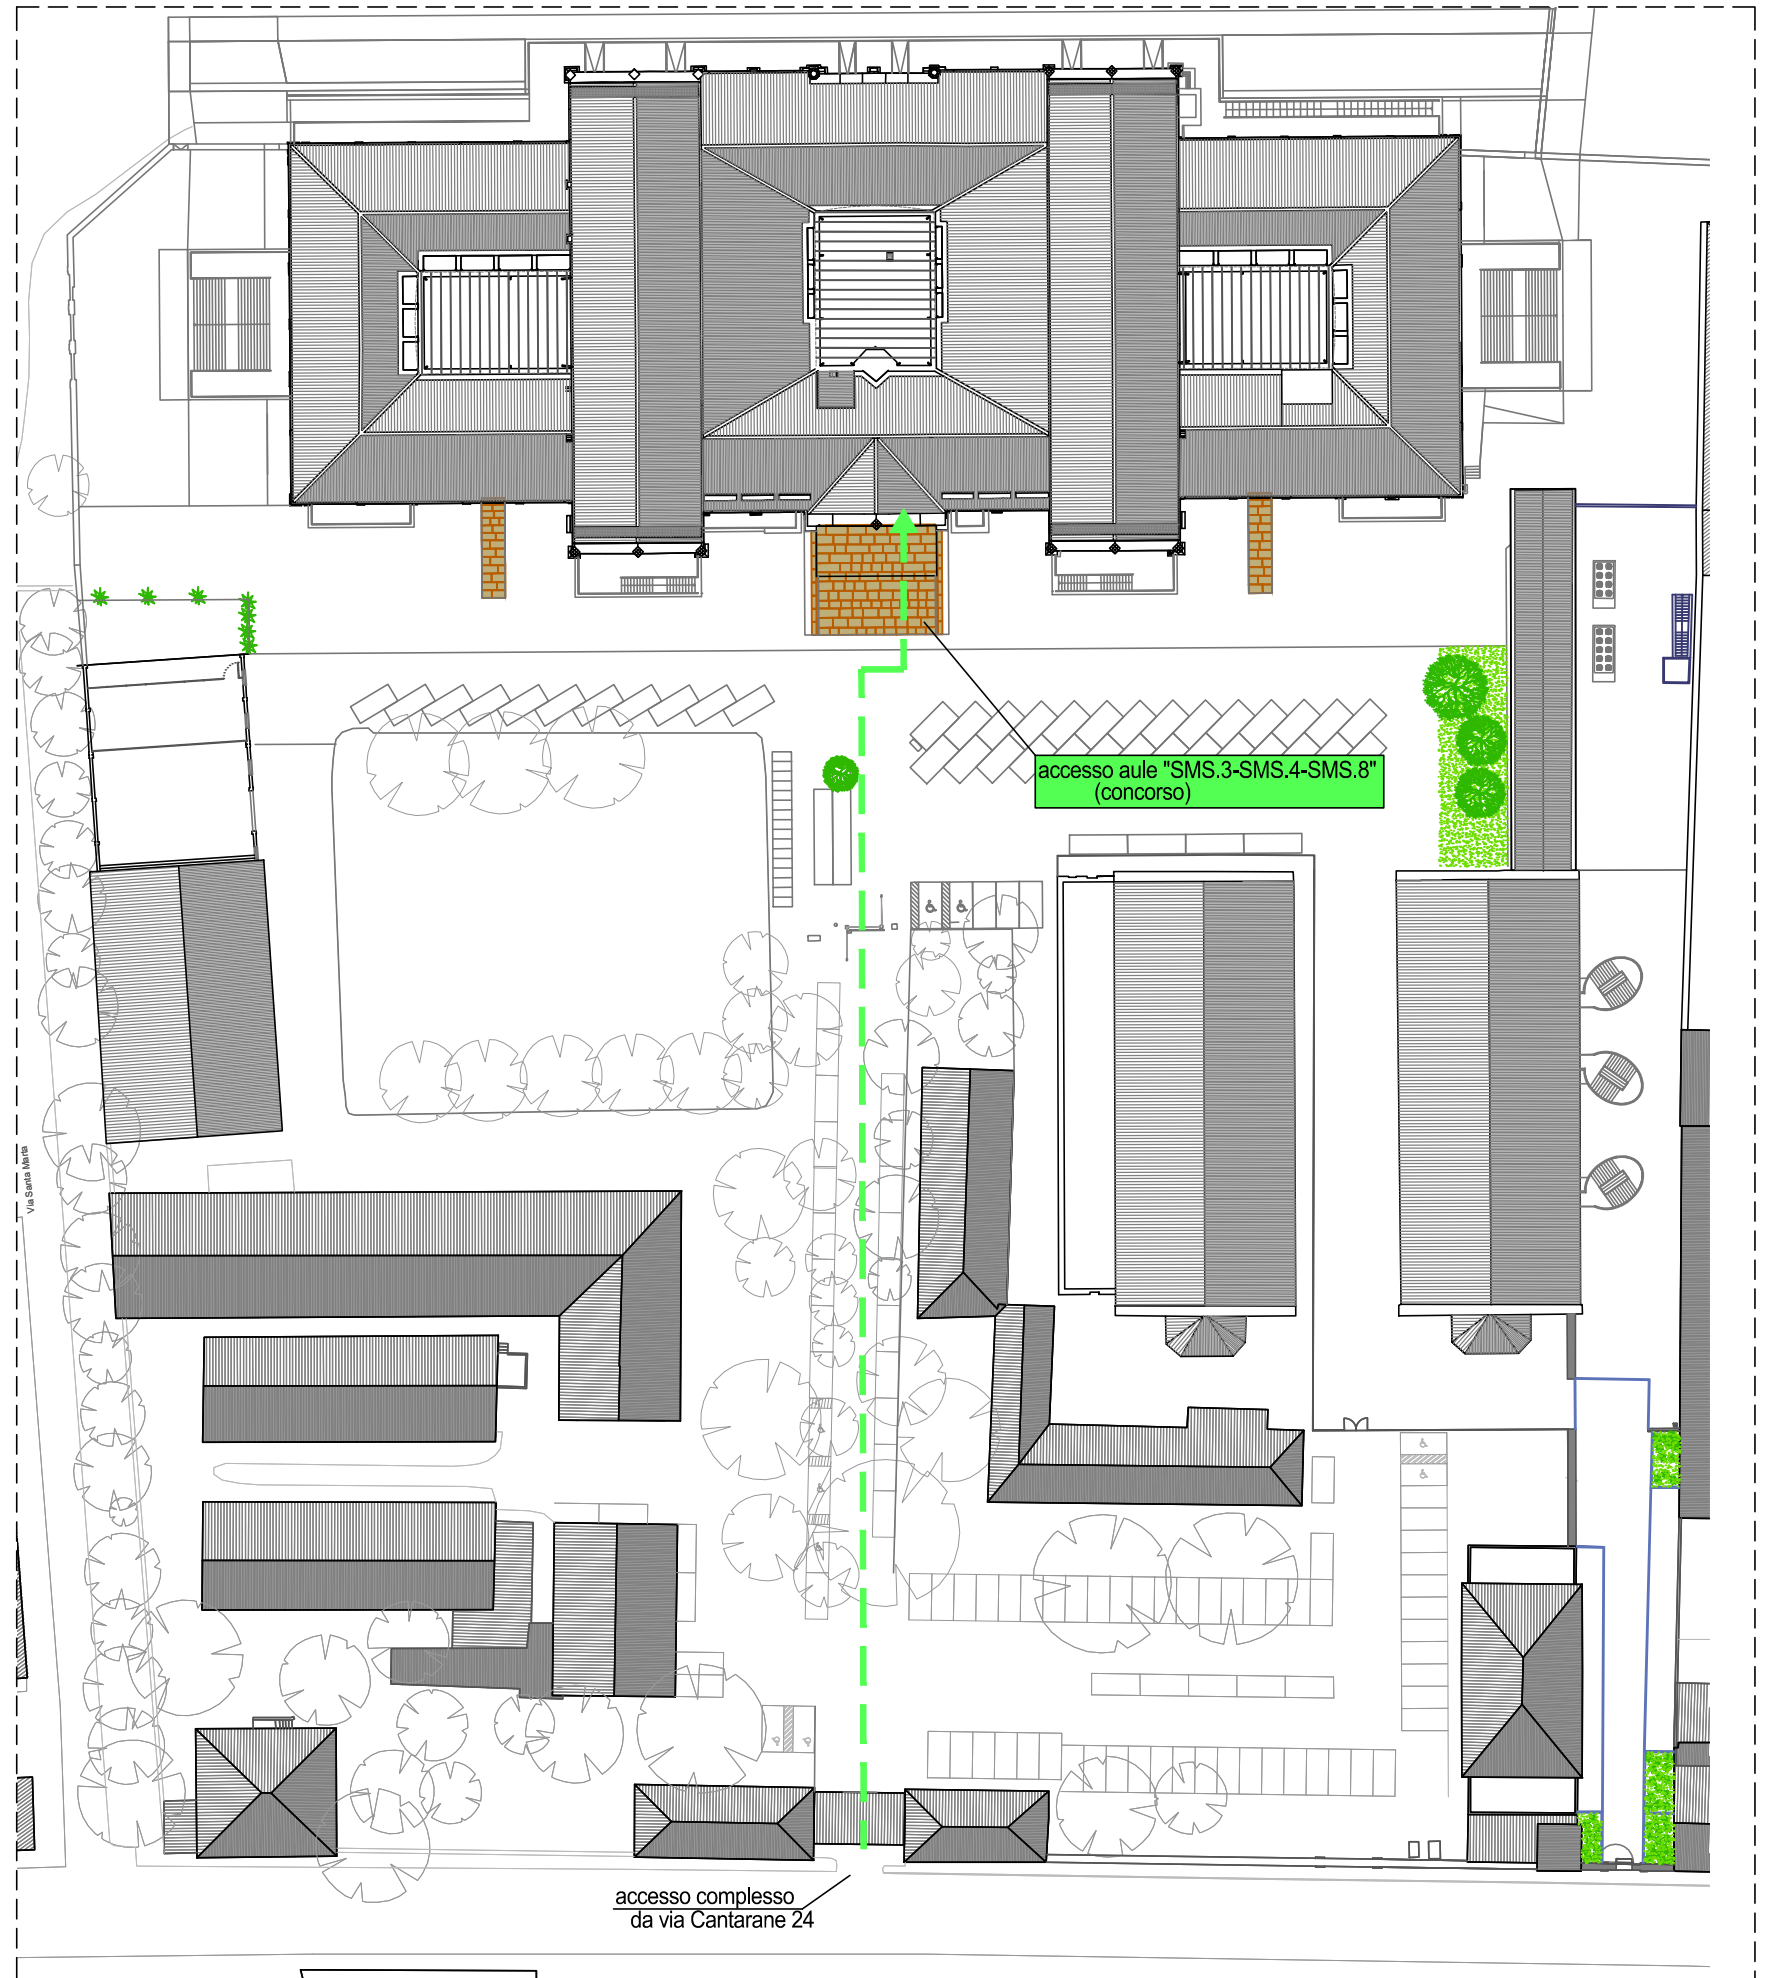 accesso aule "SMS.3-SMS.4-SMS.8"
(concorso)
Via Santa Marta
accesso complesso
da via Cantarane 24